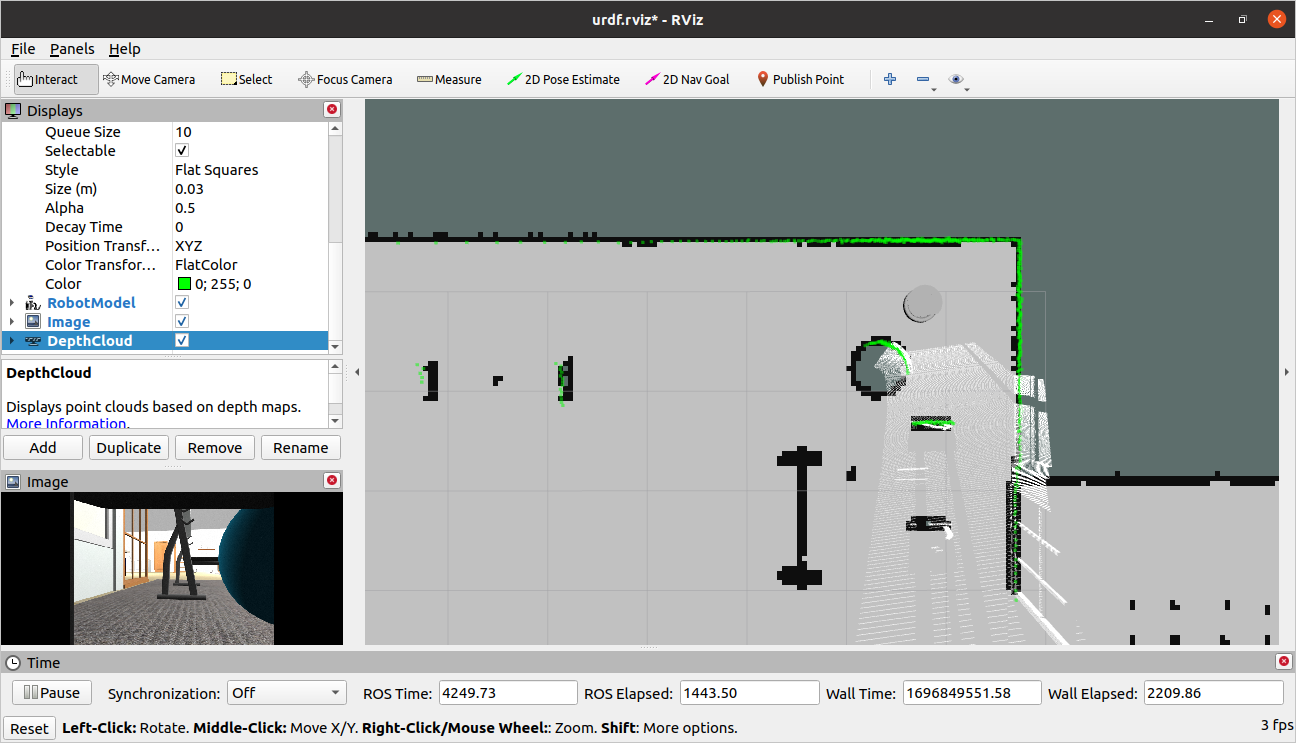 urdf.rviz* - RViz
File Panels Help
Interact Move Camera Select Focus Camera Measure 2D Pose Estimate 2D Nav Goal Publish Point
Displays
Queue Size 10
Selectable
Style Flat Squares
Size (m) 0.03
Alpha 0.5
Decay Time 0
Position Transf... XYZ
Color Transfor... FlatColor
Color 0; 255; 0
RobotModel
Image
DepthCloud
DepthCloud
Displays point clouds based on depth maps.
More Information.
Add Duplicate Remove Rename
Image
Time
Pause Synchronization: Off ROS Time: 4249.73 ROS Elapsed: 1443.50 Wall Time: 1696849551.58 Wall Elapsed: 2209.86
Reset Left-Click: Rotate. Middle-Click: Move X/Y. Right-Click/Mouse Wheel:: Zoom. Shift: More options. 3 fps